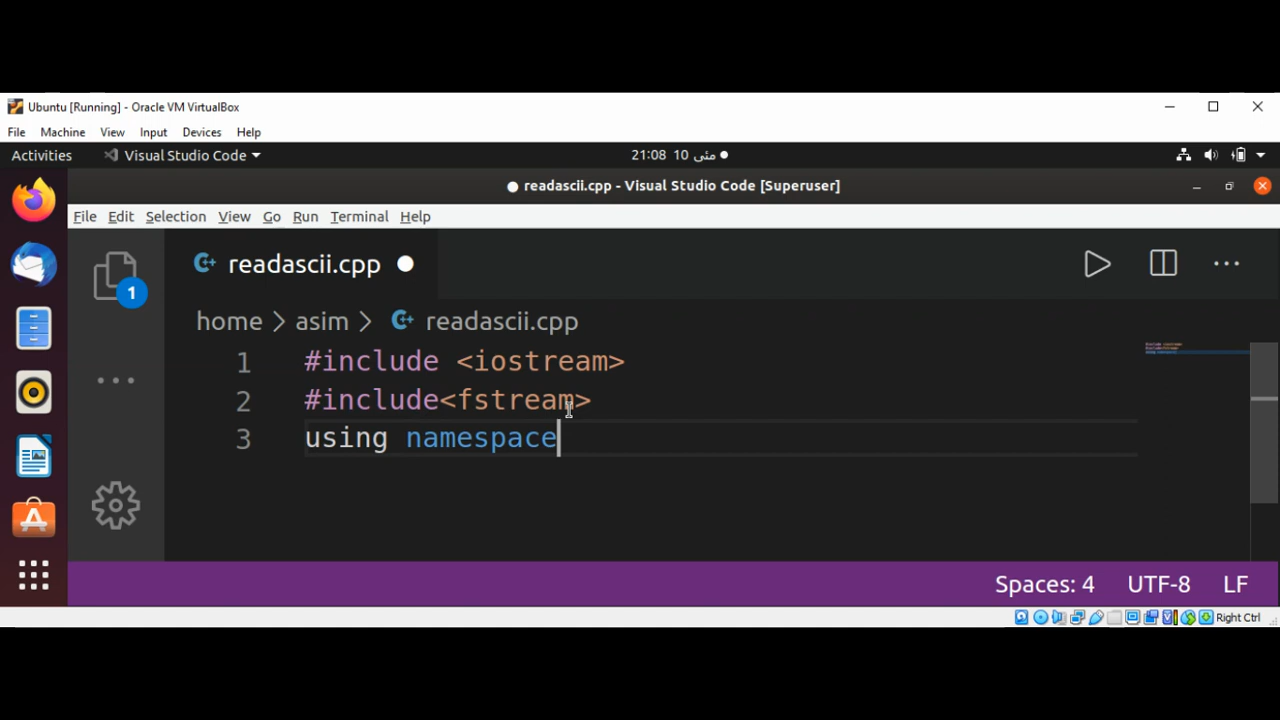 Ubuntu [Running] - Oracle VM VirtualBox
File Machine View Input Devices Help
Activities Visual Studio Code 21:08 10 مئی
readascii.cpp - Visual Studio Code [Superuser]
File Edit Selection View Go Run Terminal Help
readascii.cpp
1
home > asim > readascii.cpp
1 #include <iostream>
2 #include<fstream>
3 using namespace
Spaces: 4 UTF-8 LF
Right Ctrl